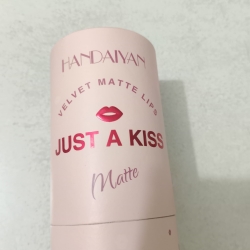 HANDAIYAN
VELVET MATTE LIPS
JUST A KISS
Matte